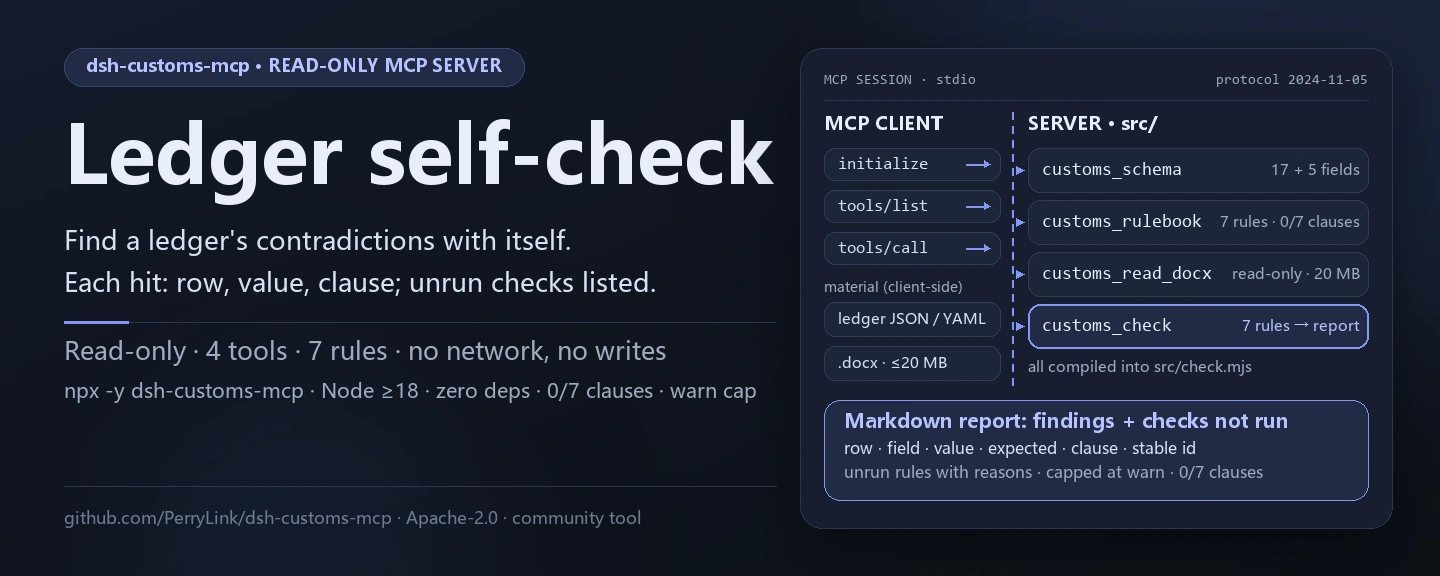 dsh-customs-mcp • READ-ONLY MCP SERVER
Ledger self-check
Find a ledger's contradictions with itself.
Each hit: row, value, clause; unrun checks listed.
Read-only · 4 tools · 7 rules · no network, no writes
npx -y dsh-customs-mcp · Node ≥18 · zero deps · 0/7 clauses · warn cap
github.com/PerryLink/dsh-customs-mcp · Apache-2.0 · community tool
MCP SESSION · stdio
protocol 2024-11-05
MCP CLIENT
initialize
tools/list
tools/call
material (client-side)
ledger JSON / YAML
.docx · ≤20 MB
SERVER • src/
customs_schema 17 + 5 fields
customs_rulebook 7 rules · 0/7 clauses
customs_read_docx read-only · 20 MB
customs_check 7 rules → report
all compiled into src/check.mjs
Markdown report: findings + checks not run
row · field · value · expected · clause · stable id
unrun rules with reasons · capped at warn · 0/7 clauses